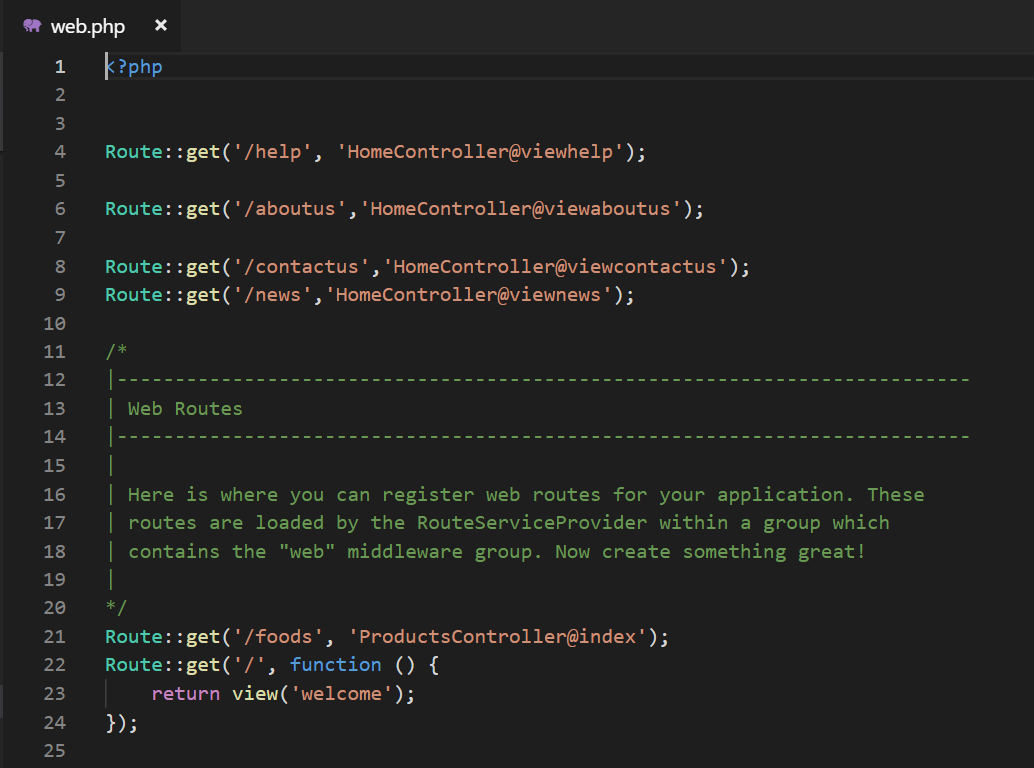 web.php ×
1 <?php
2
3
4 Route::get('/help', 'HomeController@viewhelp');
5
6 Route::get('/aboutus','HomeController@viewaboutus');
7
8 Route::get('/contactus','HomeController@viewcontactus');
9 Route::get('/news','HomeController@viewnews');
10
11 /*
12 |--------------------------------------------------------------------------
13 | Web Routes
14 |--------------------------------------------------------------------------
15 |
16 | Here is where you can register web routes for your application. These
17 | routes are loaded by the RouteServiceProvider within a group which
18 | contains the "web" middleware group. Now create something great!
19 |
20 */
21 Route::get('/foods', 'ProductsController@index');
22 Route::get('/', function () {
23     return view('welcome');
24 });
25